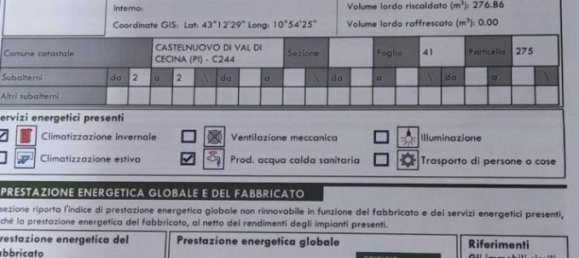 Interno:
Coordinate GIS: Lat: 43°12'29" Long: 10°54'25"
Volume lordo riscaldato (m³): 276.86
Volume lordo raffrescato (m³): 0.00
Comune catastale CASTELNUOVO DI VAL DI CECINA (PI) - C244 Sezione Foglio 41 Particella 275
Subalterni da 2 a 2 \ da a \ da a \ da a
Altri subalterni
ervizi energetici presenti
Climatizzazione invernale Ventilazione meccanica Illuminazione
Climatizzazione estiva Prod. acqua calda sanitaria Trasporto di persone o cose
PRESTAZIONE ENERGETICA GLOBALE E DEL FABBRICATO
sezione riporta l'indice di prestazione energetica globale non rinnovabile in funzione del fabbricato e dei servizi energetici presenti,
ché la prestazione energetica del fabbricato, al netto del rendimento degli impianti presenti.
restazione energetica del
abbricato
Prestazione energetica globale
Riferimenti